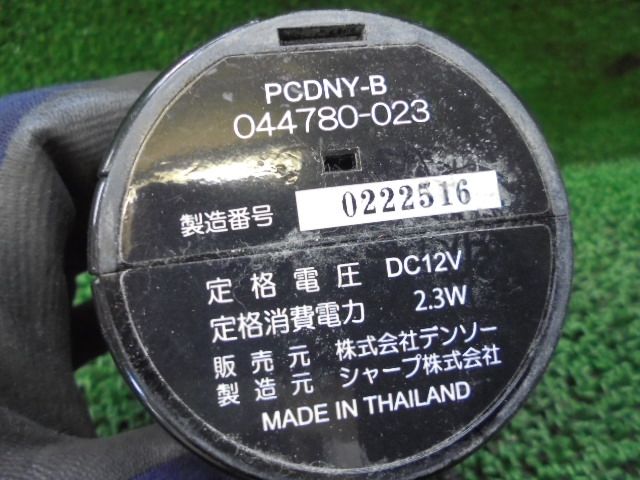 PCDNY-B
044780-023
製造番号 0222516
定格電圧 DC12V
定格消費電力 2.3W
販売元 株式会社デンソー
製造元 シャープ株式会社
MADE IN THAILAND